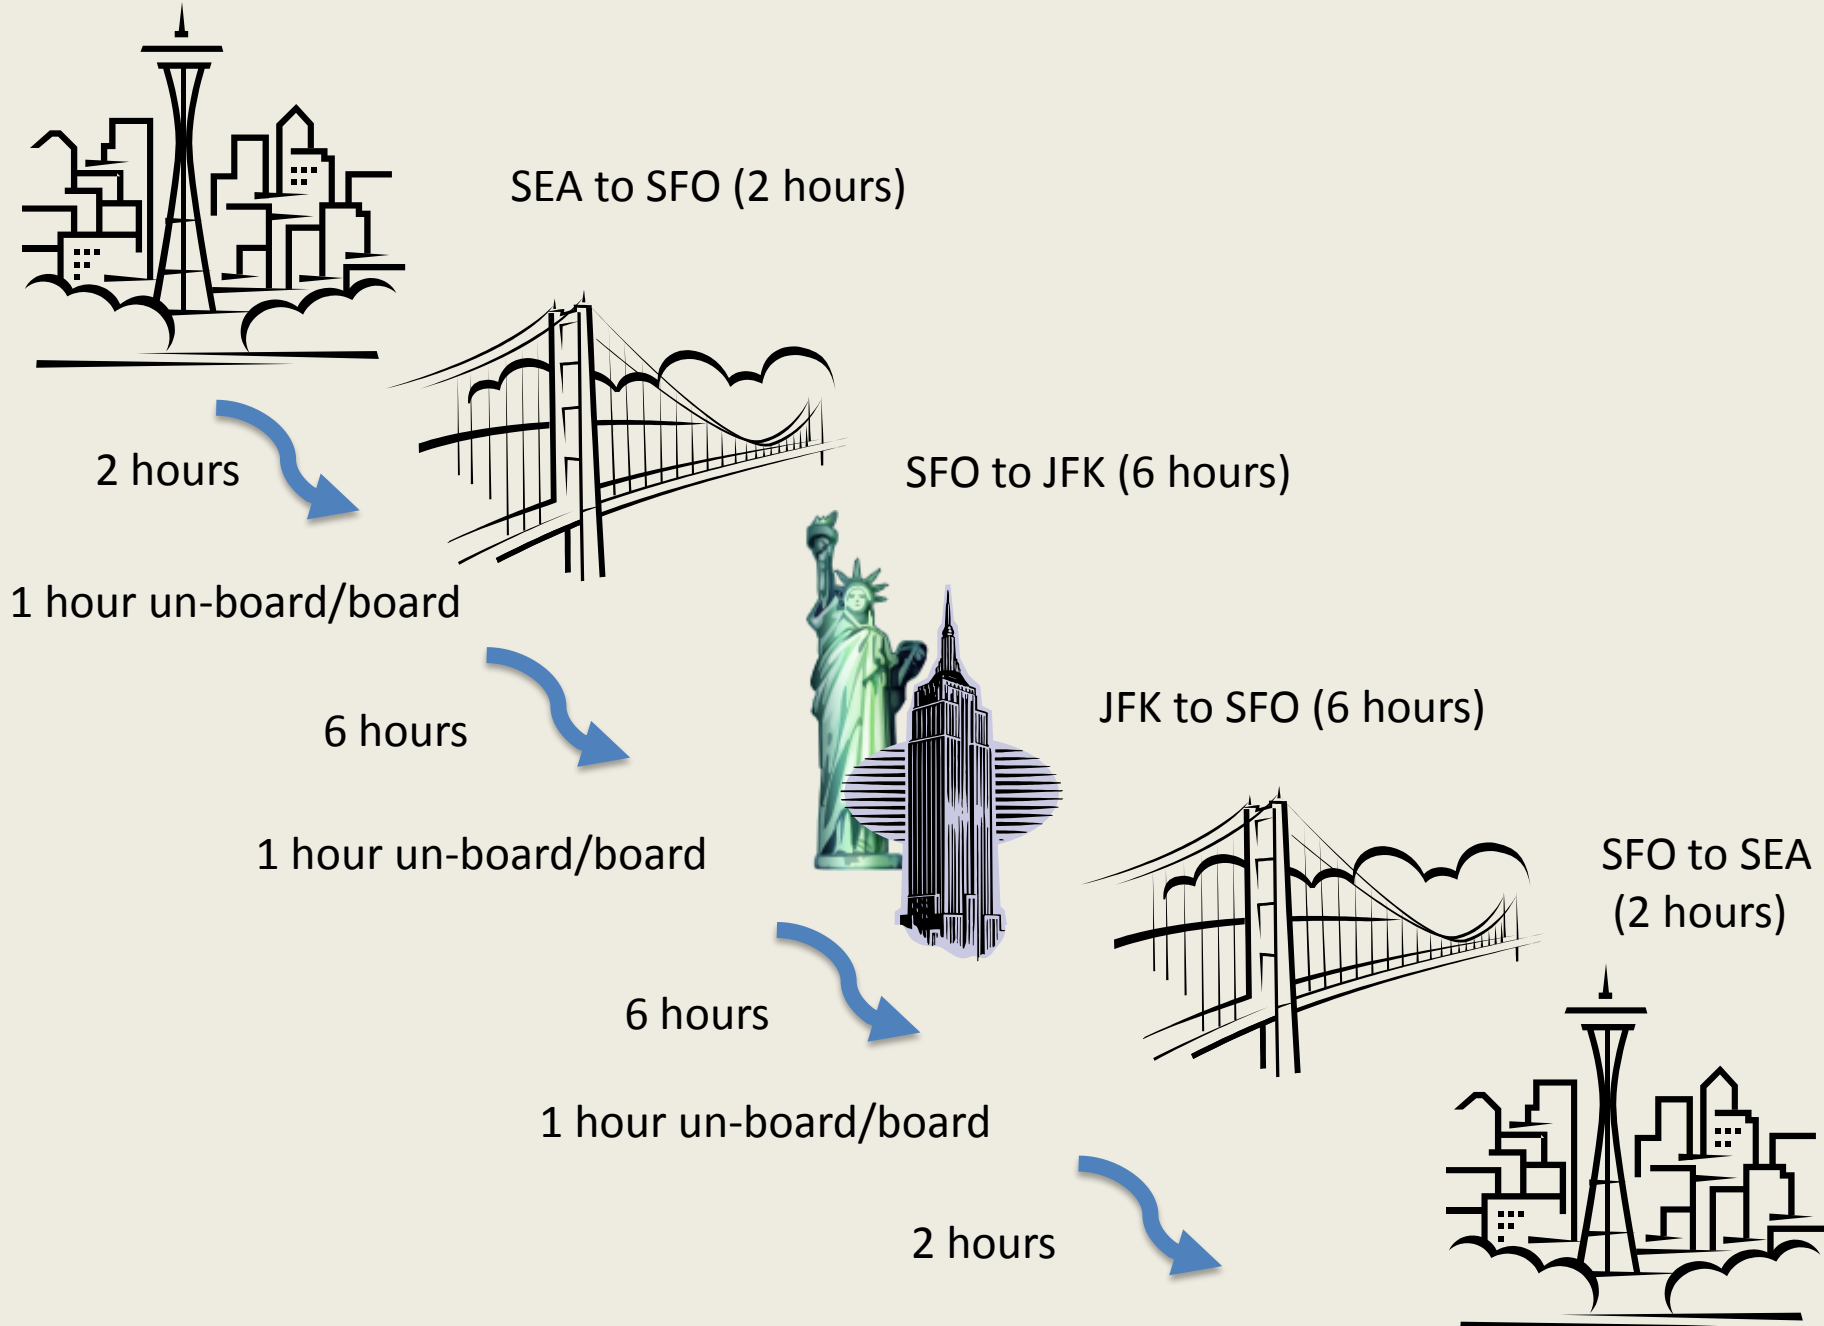 SEA to SFO (2 hours)
2 hours
SFO to JFK (6 hours)
1 hour un-board/board
6 hours
JFK to SFO (6 hours)
1 hour un-board/board
SFO to SEA
(2 hours)
6 hours
1 hour un-board/board
2 hours